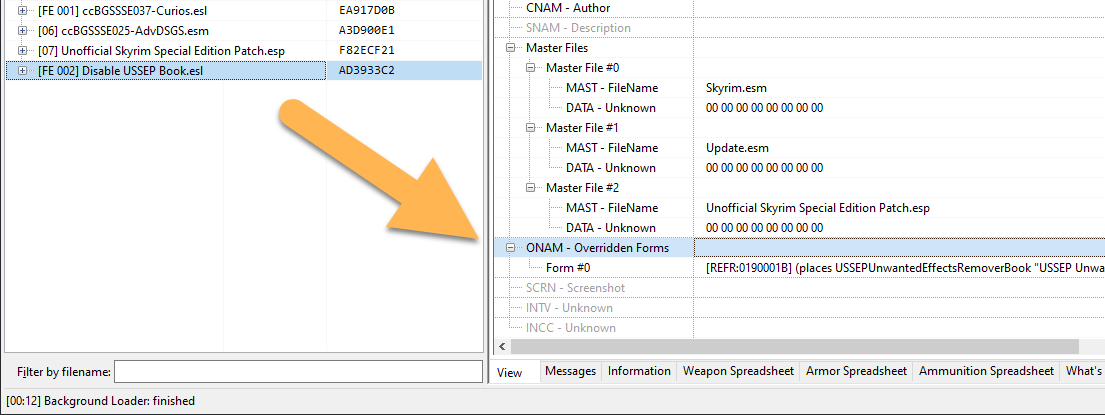 [FE 001] ccBGSSSE037-Curios.esl EA917D0B
[06] ccBGSSSE025-AdvDSGS.esm A3D900E1
[07] Unofficial Skyrim Special Edition Patch.esp F82ECF21
[FE 002] Disable USSEP Book.esl AD3933C2
Filter by filename:
CNAM - Author
SNAM - Description
Master Files
Master File #0
MAST - FileName Skyrim.esm
DATA - Unknown 00 00 00 00 00 00 00 00
Master File #1
MAST - FileName Update.esm
DATA - Unknown 00 00 00 00 00 00 00 00
Master File #2
MAST - FileName Unofficial Skyrim Special Edition Patch.esp
DATA - Unknown 00 00 00 00 00 00 00 00
ONAM - Overridden Forms
Form #0 [REFR:0190001B] (places USSEPUnwantedEffectsRemoverBook "USSEP Unwa
SCRN - Screenshot
INTV - Unknown
INCC - Unknown
View Messages Information Weapon Spreadsheet Armor Spreadsheet Ammunition Spreadsheet What's
[00:12] Background Loader: finished